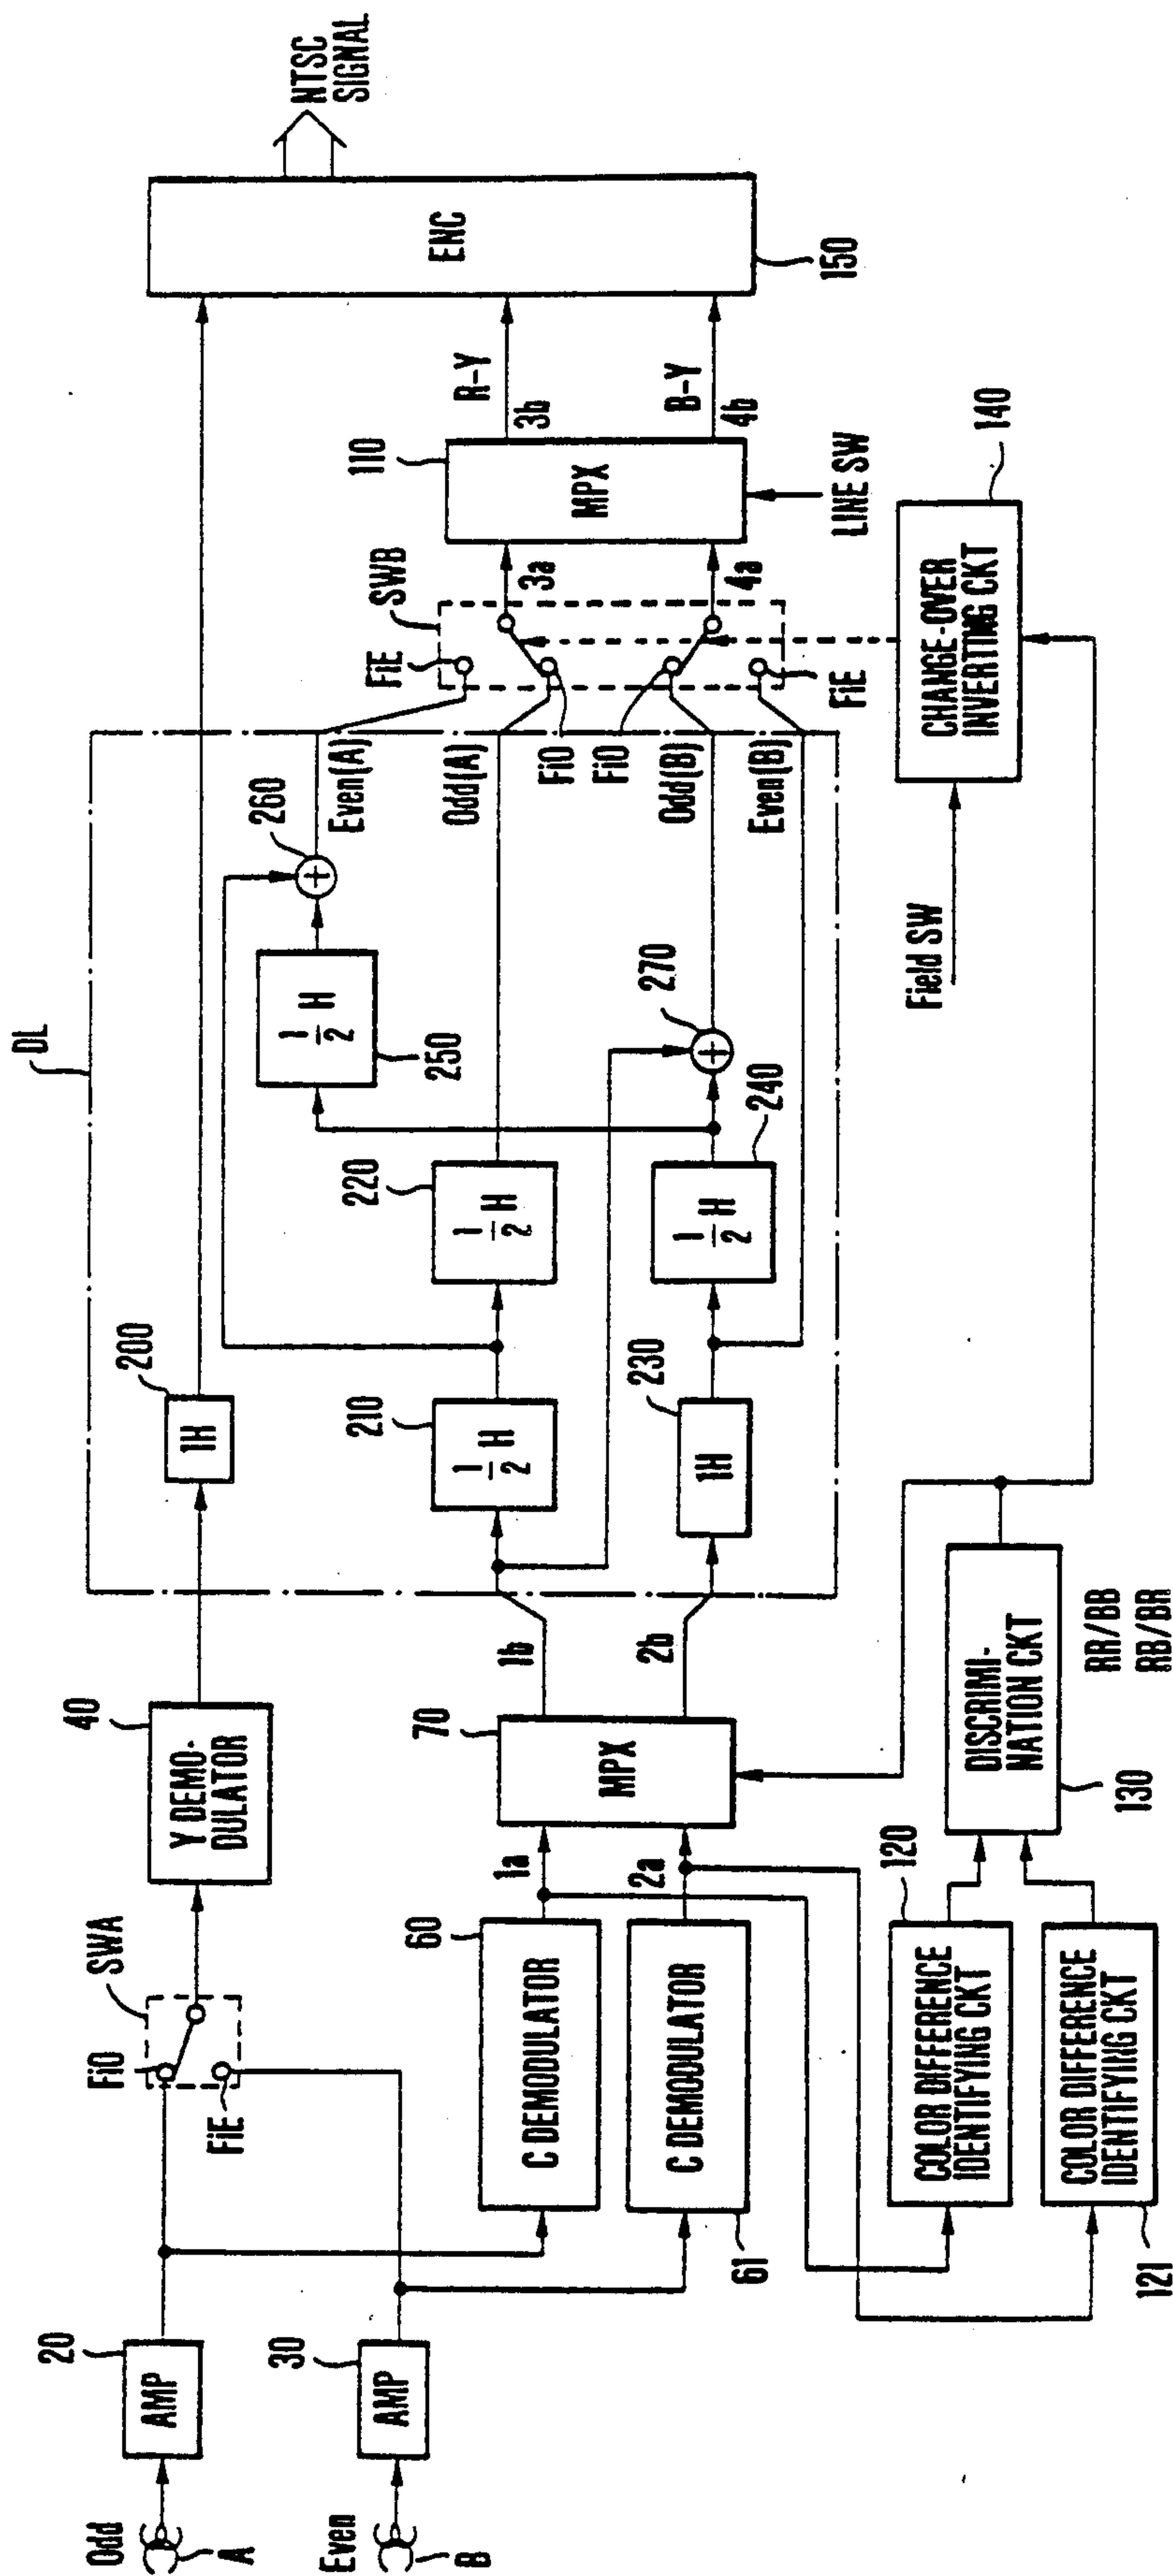 Odd
A
20
AMP
Even
B
30
AMP
SWA
FiO
FiE
40
Y DEMO-
DULATOR
60
C DEMODULATOR
61
C DEMODULATOR
1a
2a
70
MPX
1b
2b
120
COLOR DIFFERENCE
IDENTIFYING CKT
121
COLOR DIFFERENCE
IDENTIFYING CKT
130
DISCRIMI-
NATION CKT
RR/BB
RB/BR
DL
200
1H
210
1/2 H
220
1/2 H
230
1H
240
1/2 H
250
1/2 H
260
+
270
+
Even(A)
Odd(A)
Odd(B)
Even(B)
SWB
FiE
FiO
FiO
FiE
3a
4a
110
MPX
LINE SW
R-Y
3b
B-Y
4b
Field SW
140
CHANGE-OVER
INVERTING CKT
ENC
150
NTSC
SIGNAL